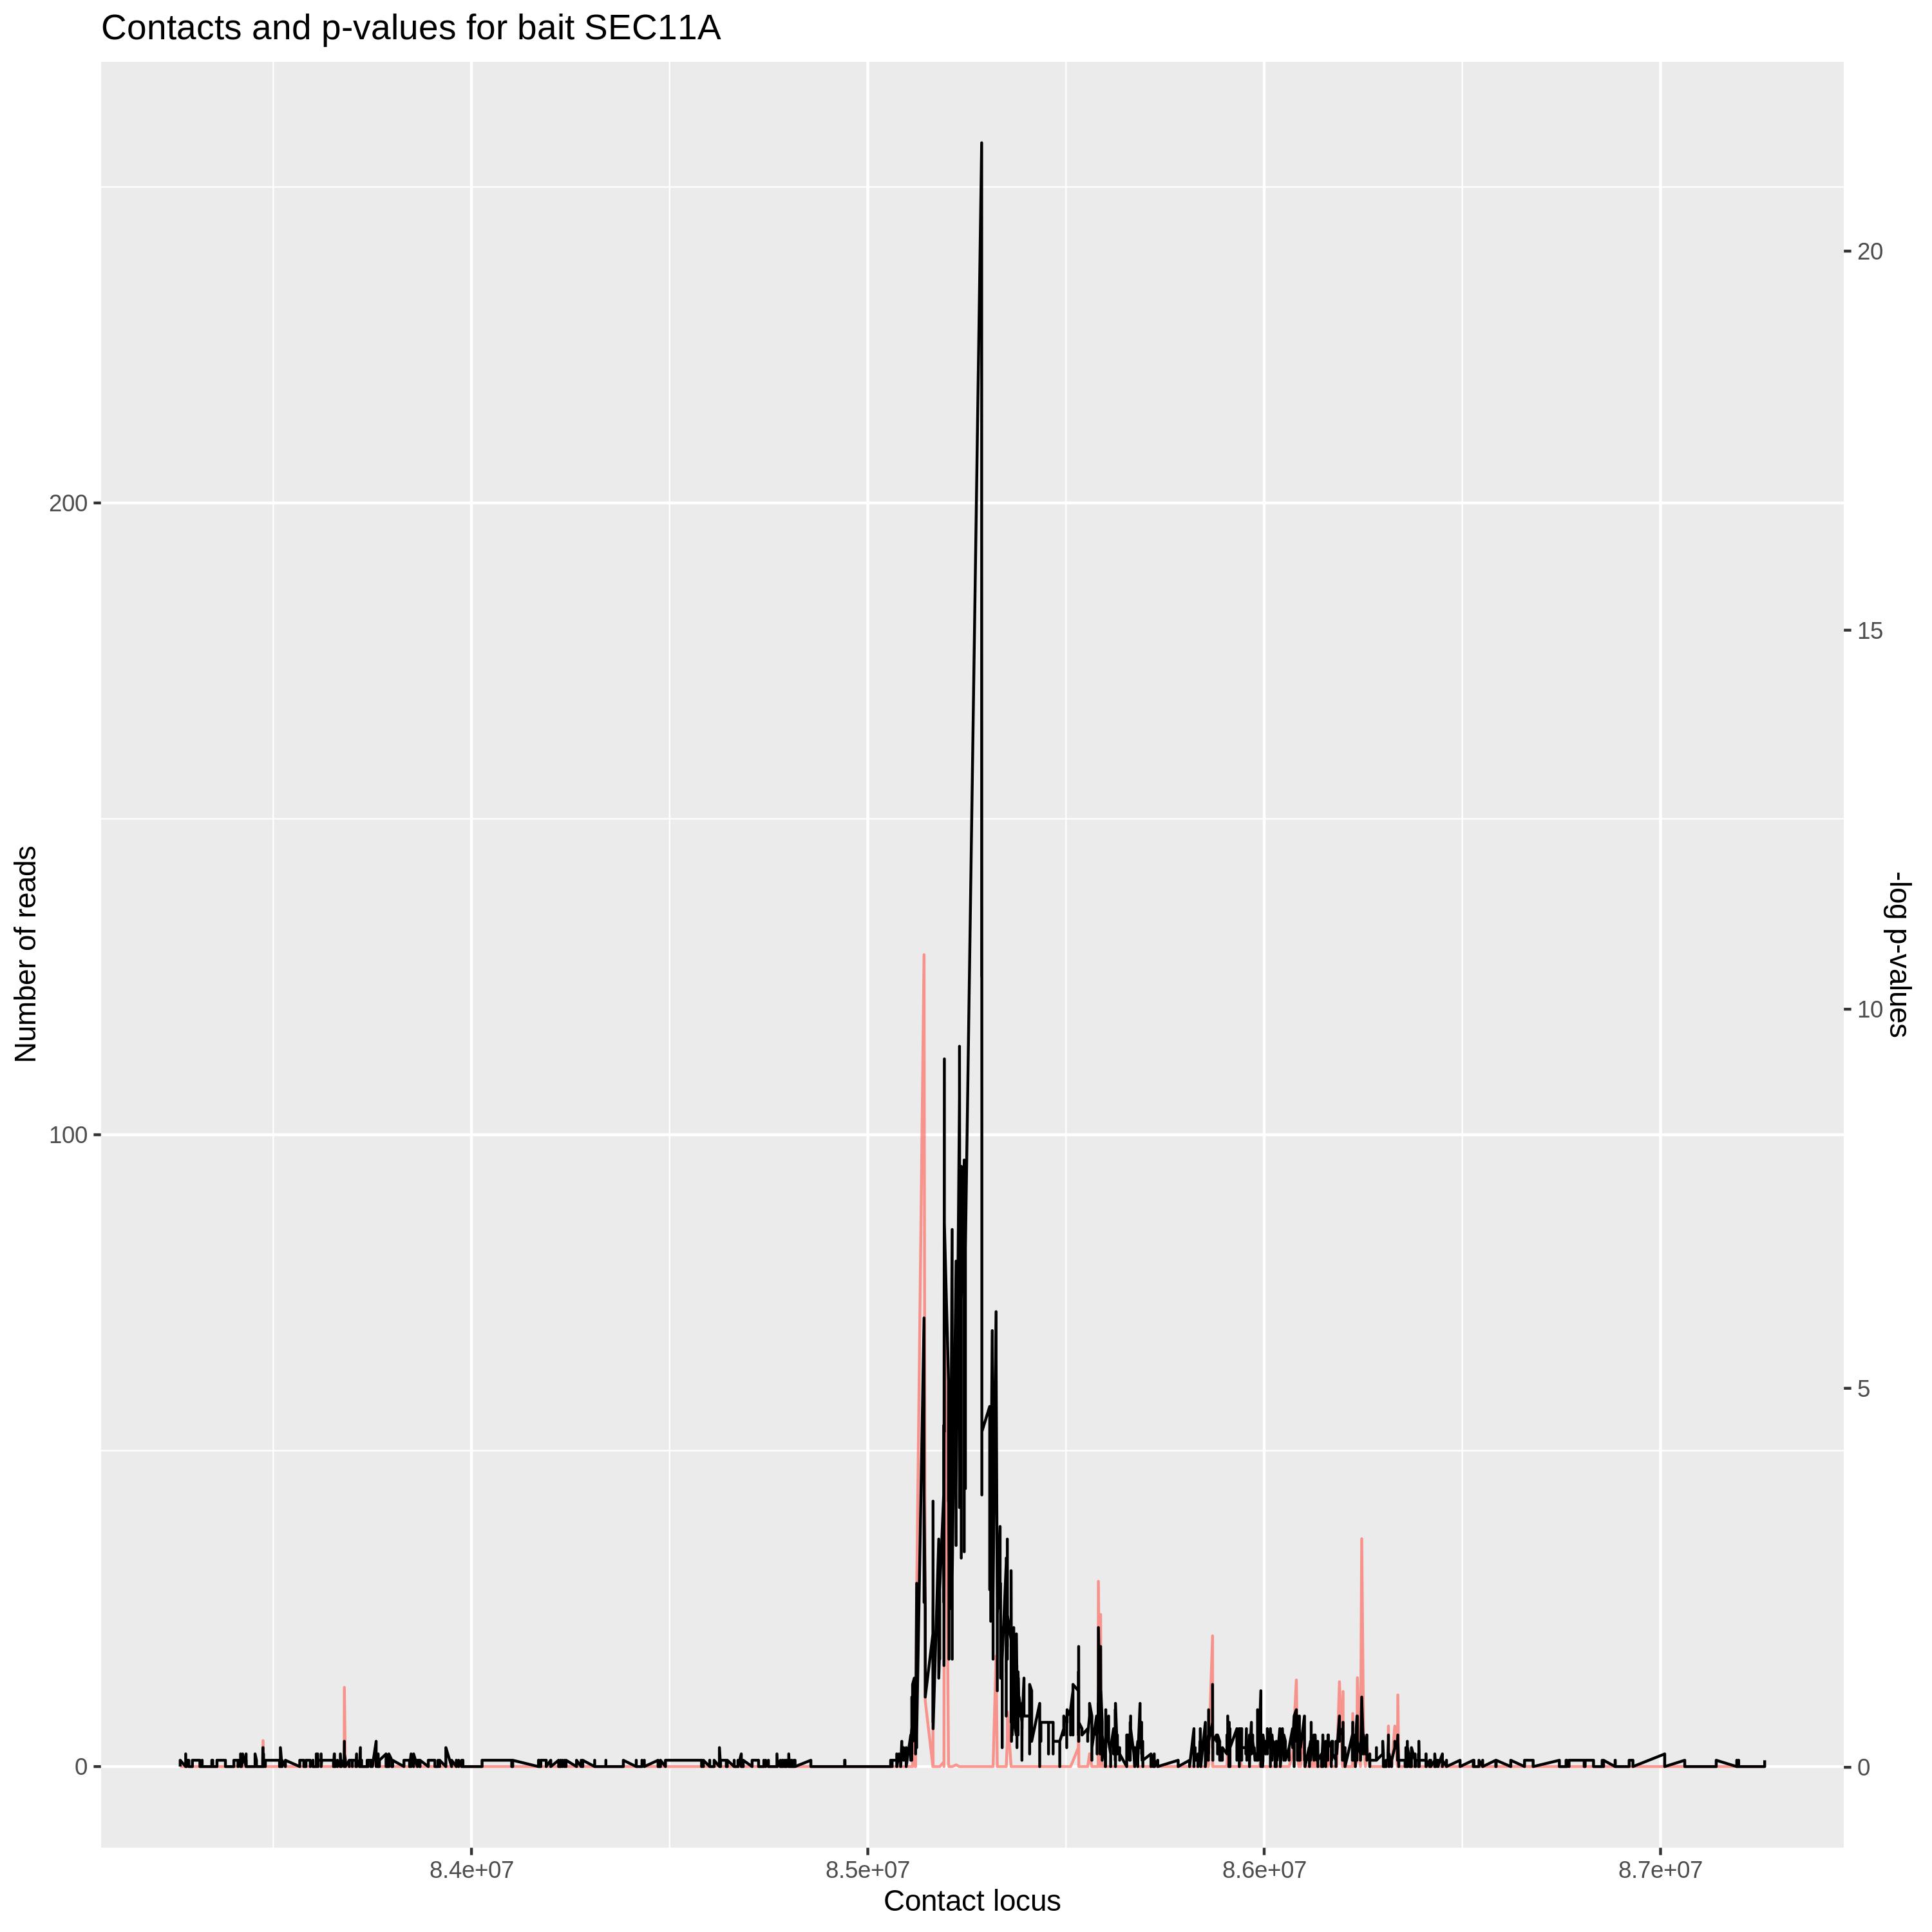 Contacts and p-values for bait SEC11A
200
100
0
20
15
10
5
0
8.4e+07
8.5e+07
8.6e+07
8.7e+07
Number of reads
-log p-values
Contact locus